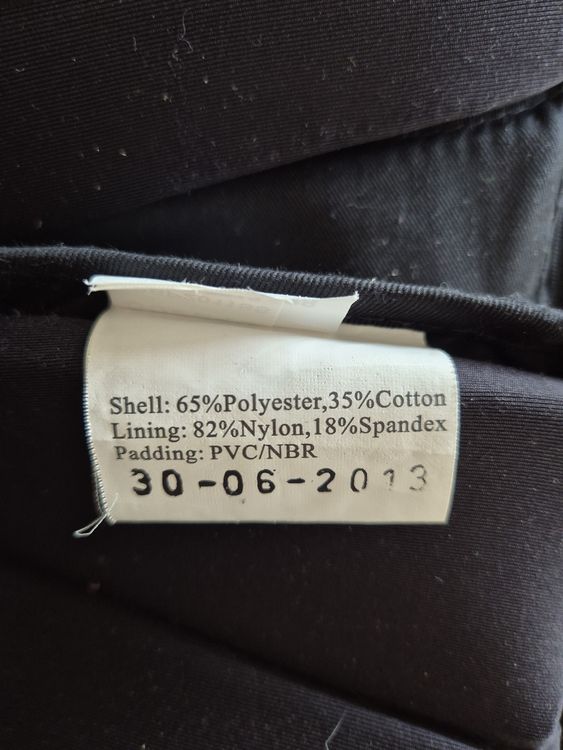 Shell: 65%Polyester,35%Cotton
Lining: 82%Nylon,18%Spandex
Padding: PVC/NBR
30-06-2013